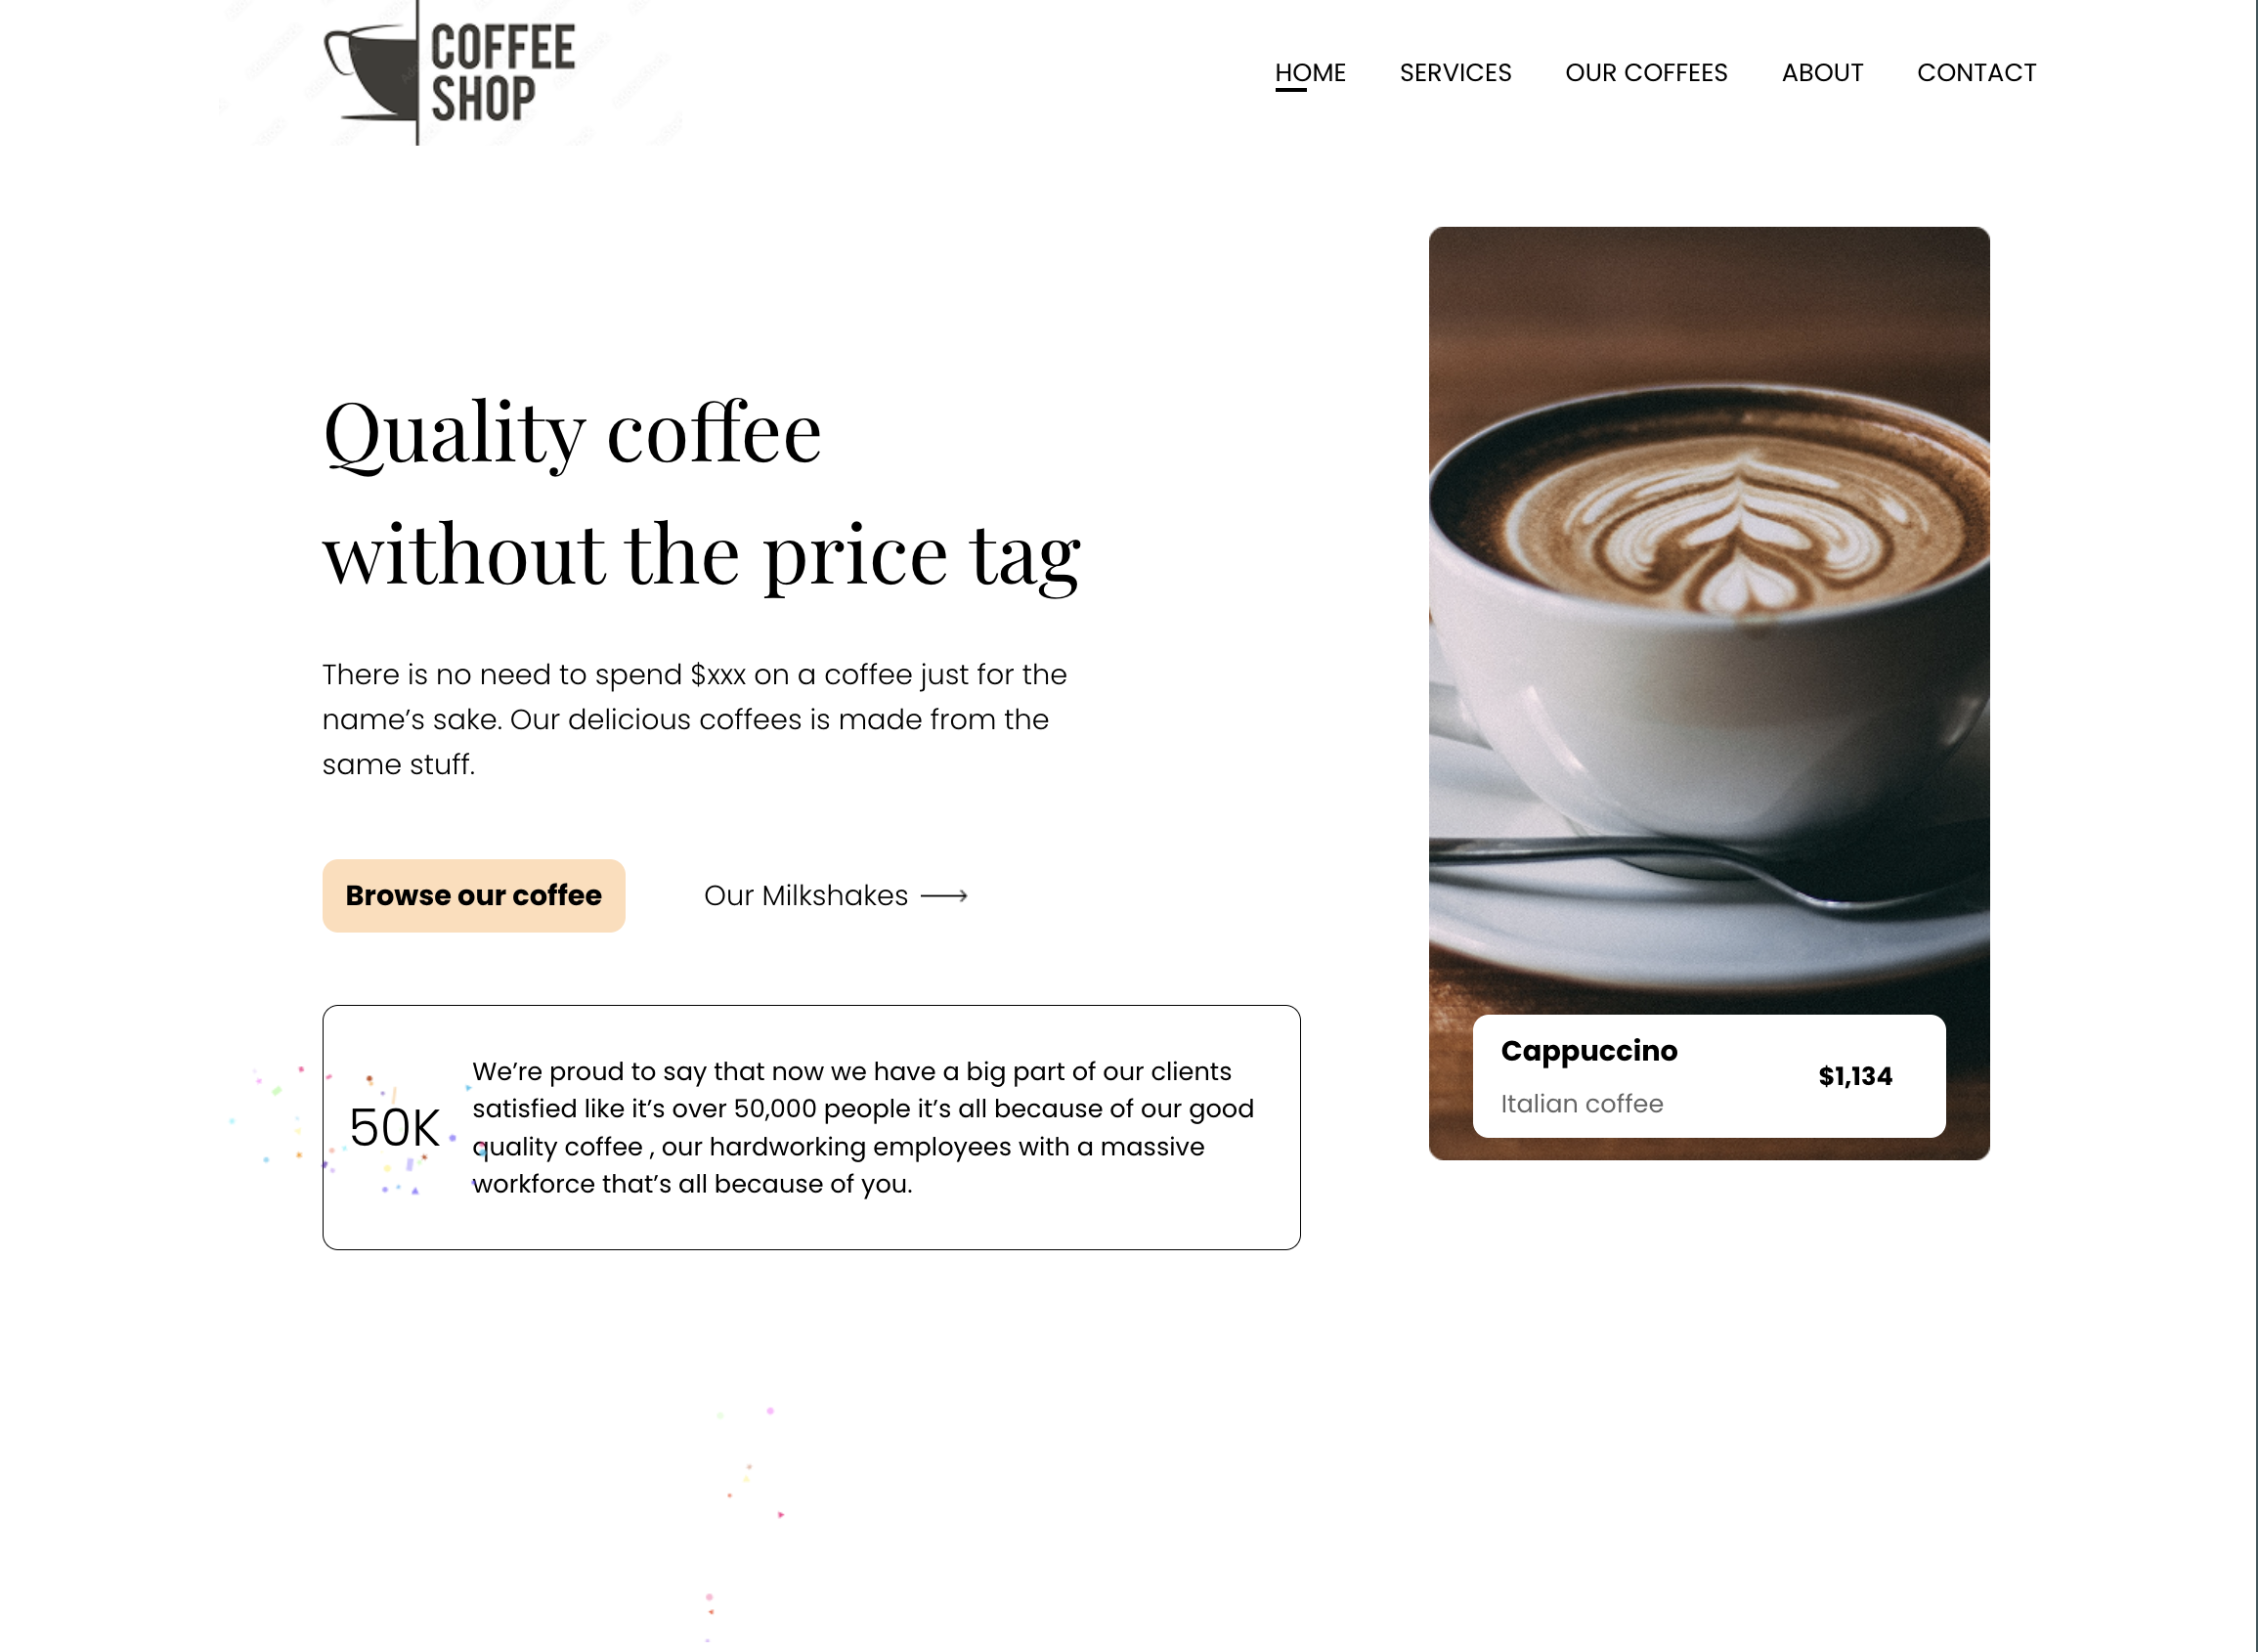 COFFEE
SHOP
HOME SERVICES OUR COFFEES ABOUT CONTACT
Quality coffee
without the price tag
There is no need to spend $xxx on a coffee just for the
name’s sake. Our delicious coffees is made from the
same stuff.
Browse our coffee
Our Milkshakes
50K
We’re proud to say that now we have a big part of our clients
satisfied like it’s over 50,000 people it’s all because of our good
quality coffee , our hardworking employees with a massive
workforce that’s all because of you.
Cappuccino
Italian coffee
$1,134